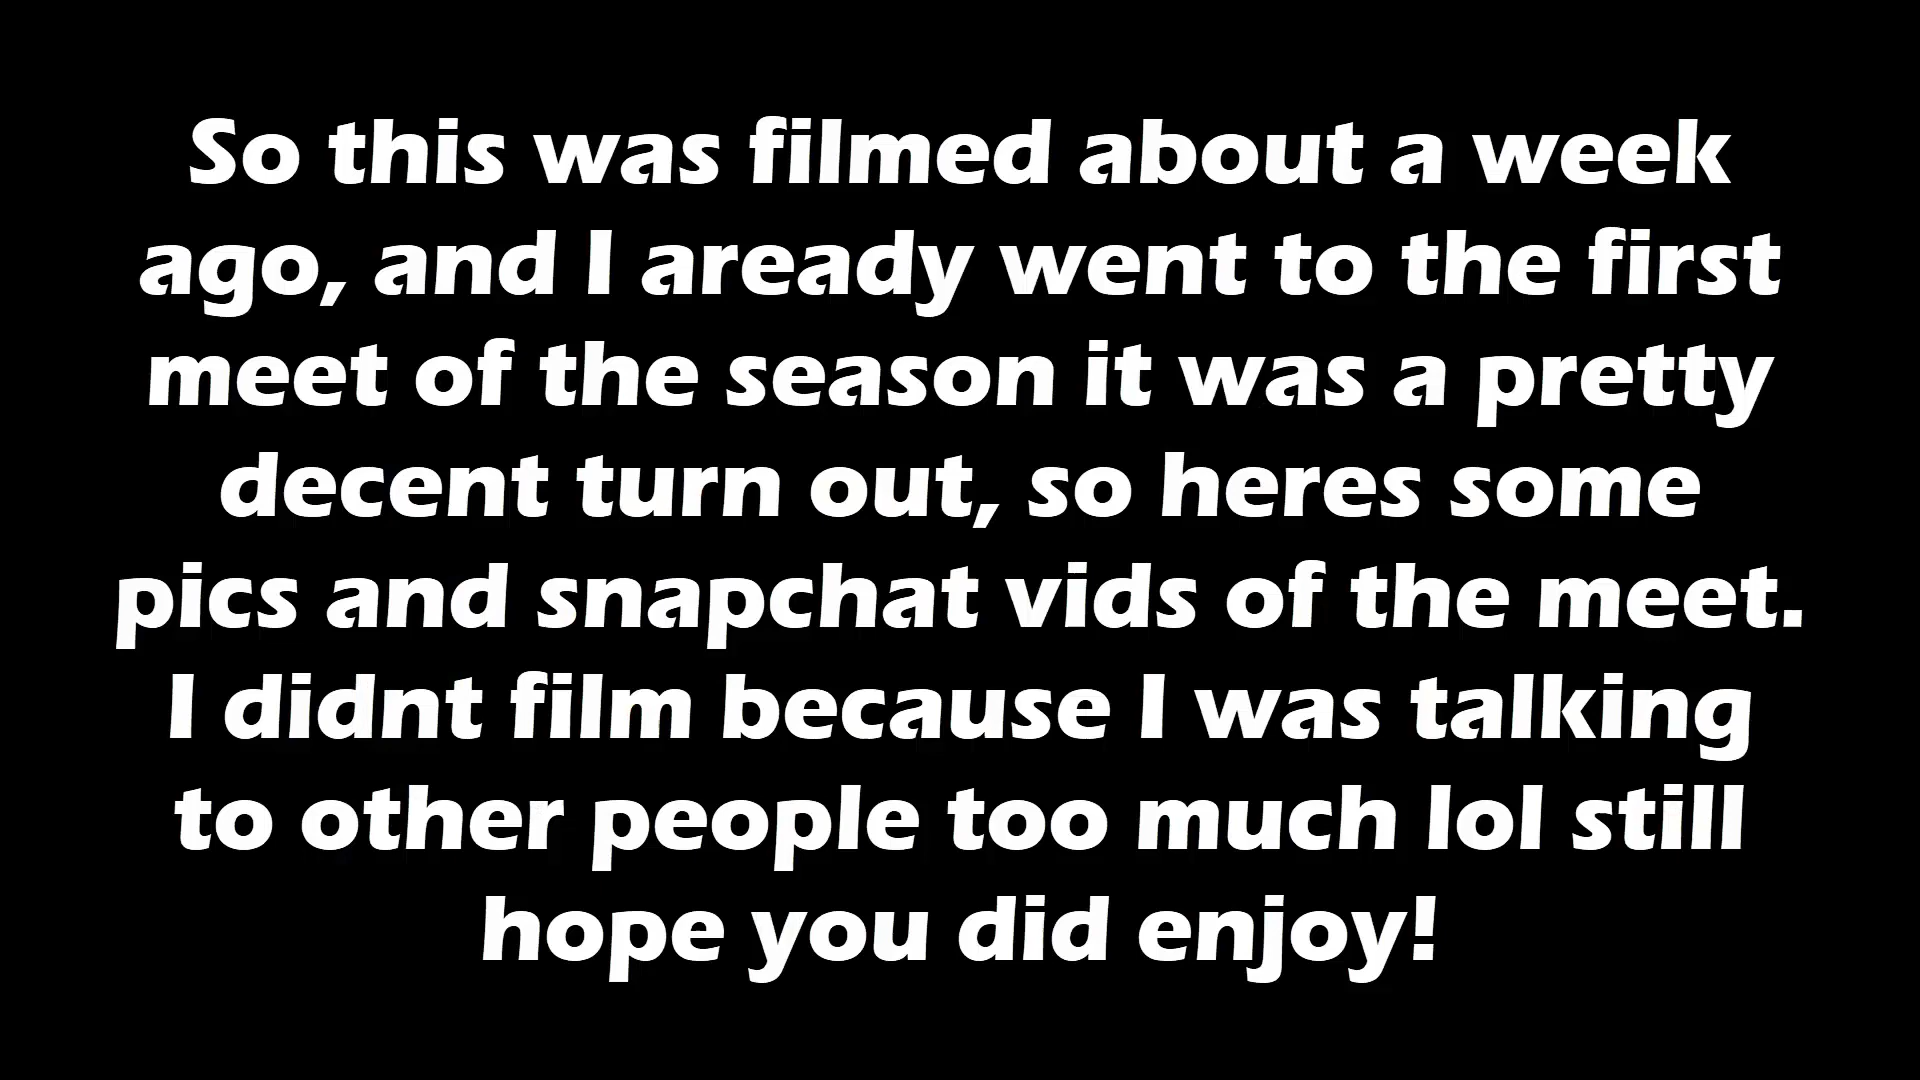 So this was filmed about a week
ago, and I aready went to the first
meet of the season it was a pretty
decent turn out, so heres some
pics and snapchat vids of the meet.
I didnt film because I was talking
to other people too much lol still
hope you did enjoy!